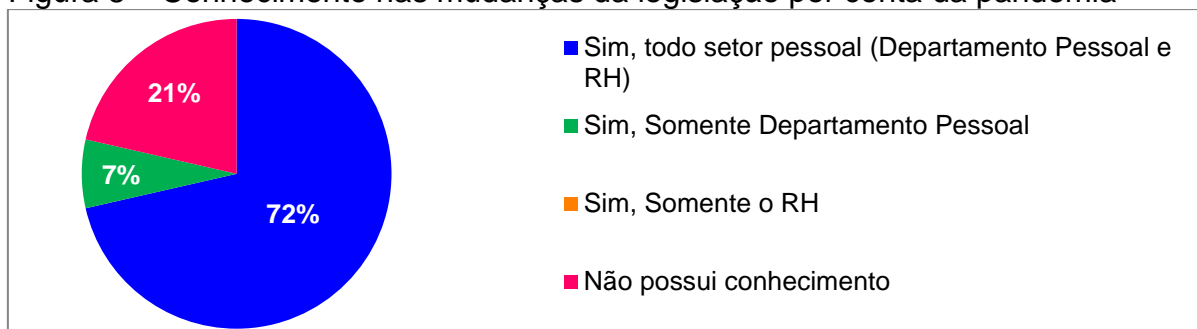 21%
7%
72%
Sim, todo setor pessoal (Departamento Pessoal e
RH)
Sim, Somente Departamento Pessoal
Sim, Somente o RH
Não possui conhecimento